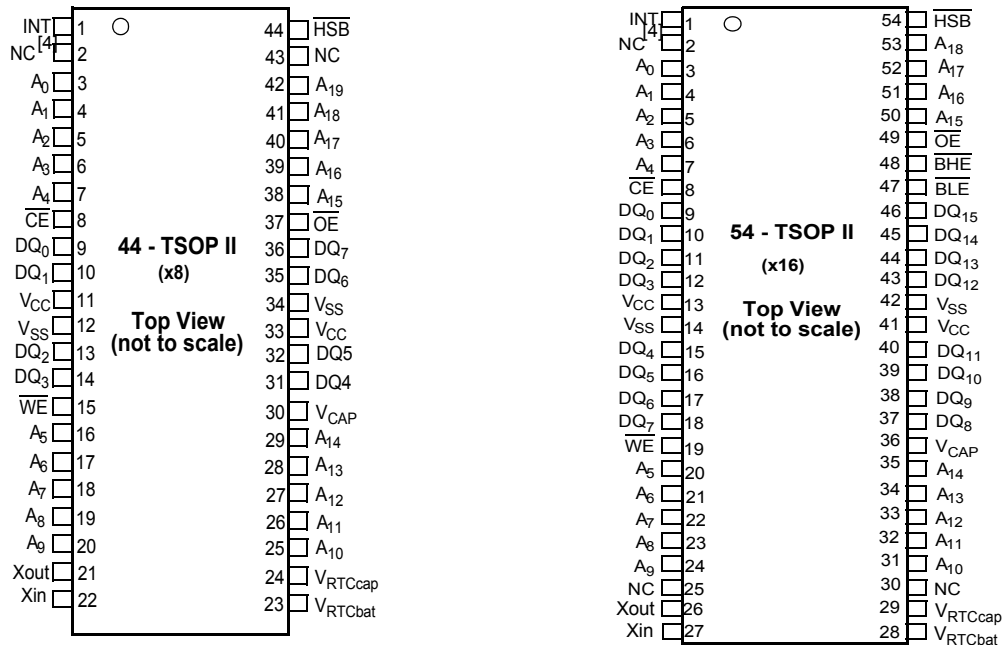 INT 1
[4]
NC 2
A0 3
A1 4
A2 5
A3 6
A4 7
CE 8
DQ0 9
DQ1 10
VCC 11
VSS 12
DQ2 13
DQ3 14
WE 15
A5 16
A6 17
A7 18
A8 19
A9 20
Xout 21
Xin 22
44 - TSOP II
(x8)
Top View
(not to scale)
44 HSB
43 NC
42 A19
41 A18
40 A17
39 A16
38 A15
37 OE
36 DQ7
35 DQ6
34 VSS
33 VCC
32 DQ5
31 DQ4
30 VCAP
29 A14
28 A13
27 A12
26 A11
25 A10
24 VRTCcap
23 VRTCbat
INT 1
[4]
NC 2
A0 3
A1 4
A2 5
A3 6
A4 7
CE 8
DQ0 9
DQ1 10
DQ2 11
DQ3 12
VCC 13
VSS 14
DQ4 15
DQ5 16
DQ6 17
DQ7 18
WE 19
A5 20
A6 21
A7 22
A8 23
A9 24
NC 25
Xout 26
Xin 27
54 - TSOP II
(x16)
Top View
(not to scale)
54 HSB
53 A18
52 A17
51 A16
50 A15
49 OE
48 BHE
47 BLE
46 DQ15
45 DQ14
44 DQ13
43 DQ12
42 VSS
41 VCC
40 DQ11
39 DQ10
38 DQ9
37 DQ8
36 VCAP
35 A14
34 A13
33 A12
32 A11
31 A10
30 NC
29 VRTCcap
28 VRTCbat